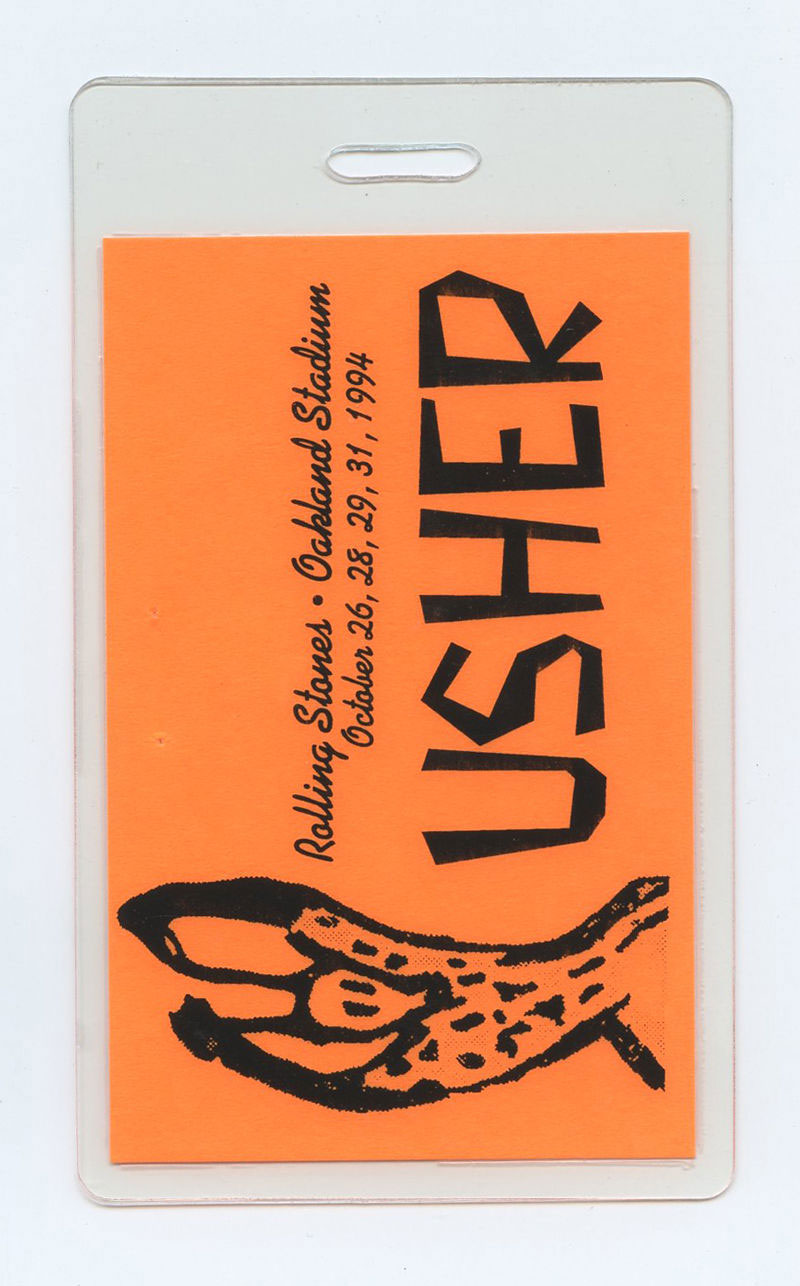 Rolling Stones • Oakland Stadium
October 26, 28, 29, 31, 1994
USHER